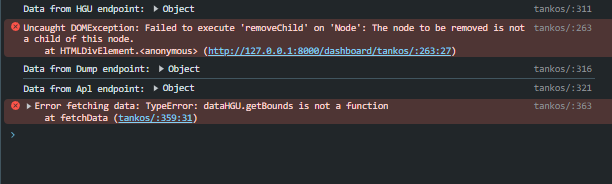 Data from HGU endpoint: ▶ Object tankos/:311
Uncaught DOMException: Failed to execute 'removeChild' on 'Node': The node to be removed is not tankos/:263
a child of this node.
at HTMLDivElement.<anonymous> (http://127.0.0.1:8000/dashboard/tankos/:263:27)
Data from Dump endpoint: ▶ Object tankos/:316
Data from Apl endpoint: ▶ Object tankos/:321
▶ Error fetching data: TypeError: dataHGU.getBounds is not a function tankos/:363
at fetchData (tankos/:359:31)
>